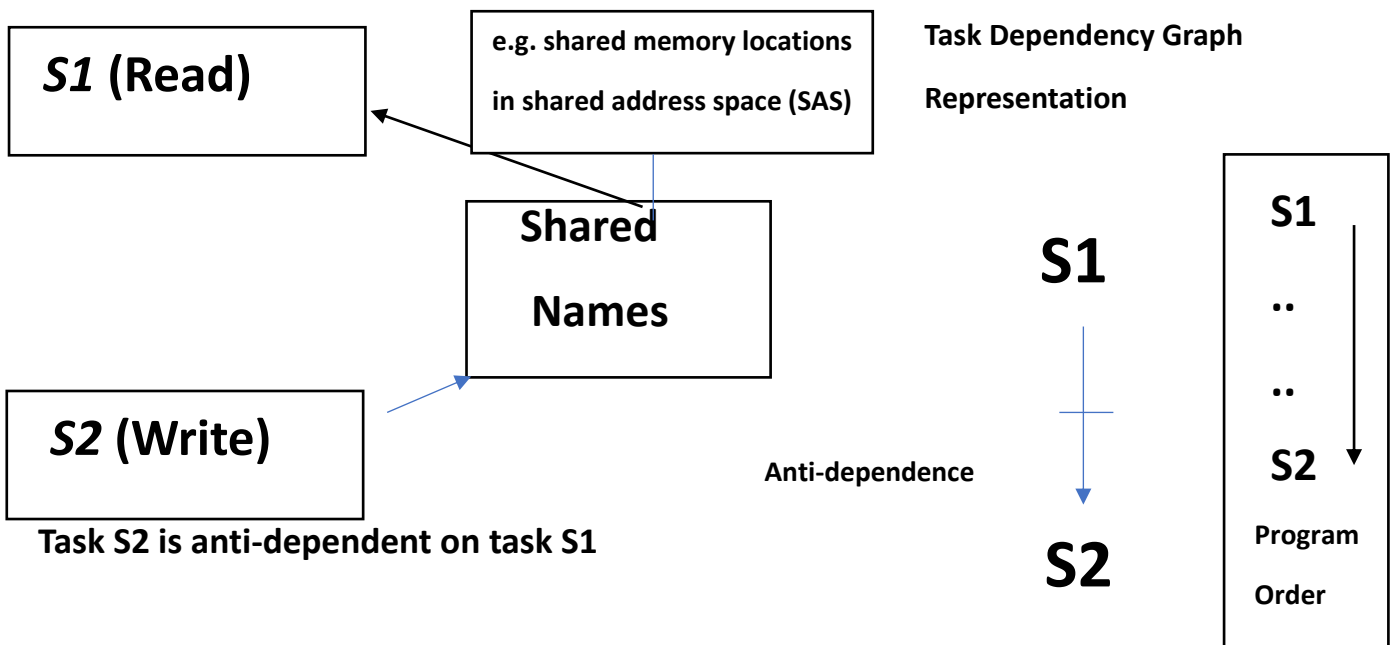 S1 (Read)
e.g. shared memory locations
in shared address space (SAS)
Task Dependency Graph
Representation
Shared
Names
S2 (Write)
Task S2 is anti-dependent on task S1
S1
Anti-dependence
S2
S1
..
..
S2
Program
Order